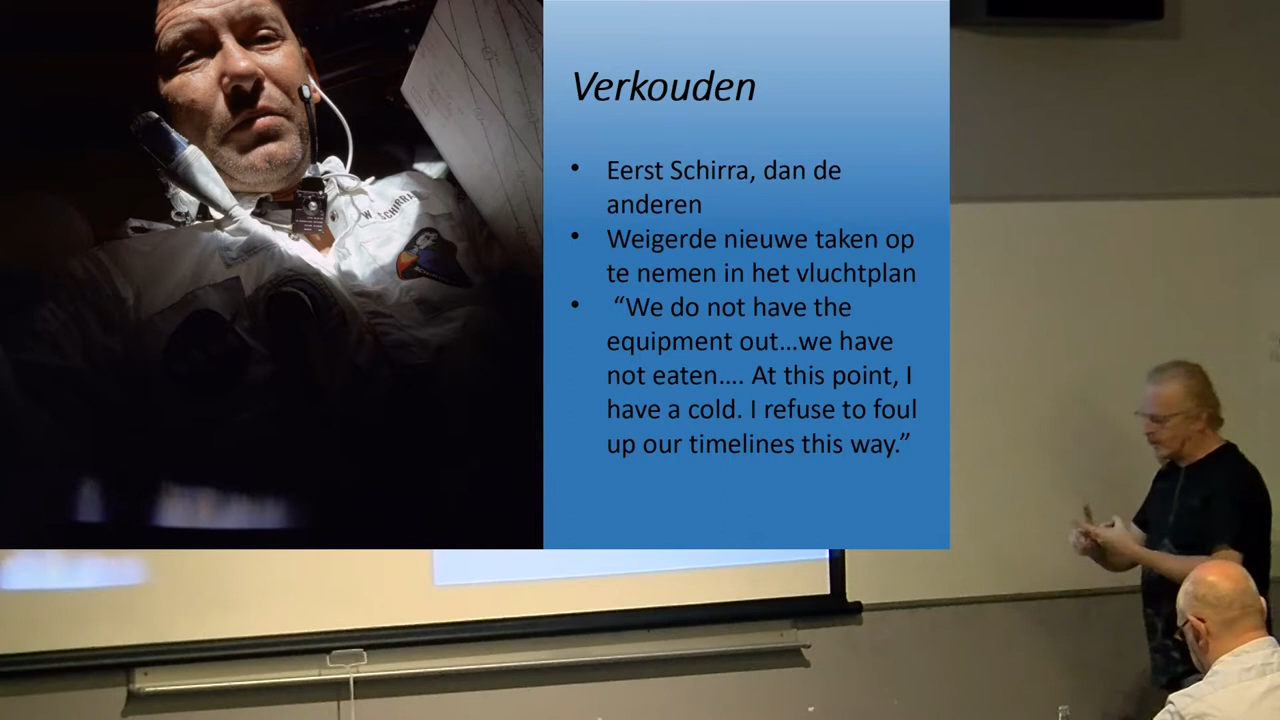 Verkouden
• Eerst Schirra, dan de
anderen
• Weigerde nieuwe taken op
te nemen in het vluchtplan
• “We do not have the
equipment out…we have
not eaten…. At this point, I
have a cold. I refuse to foul
up our timelines this way.”
W SCHIRRA